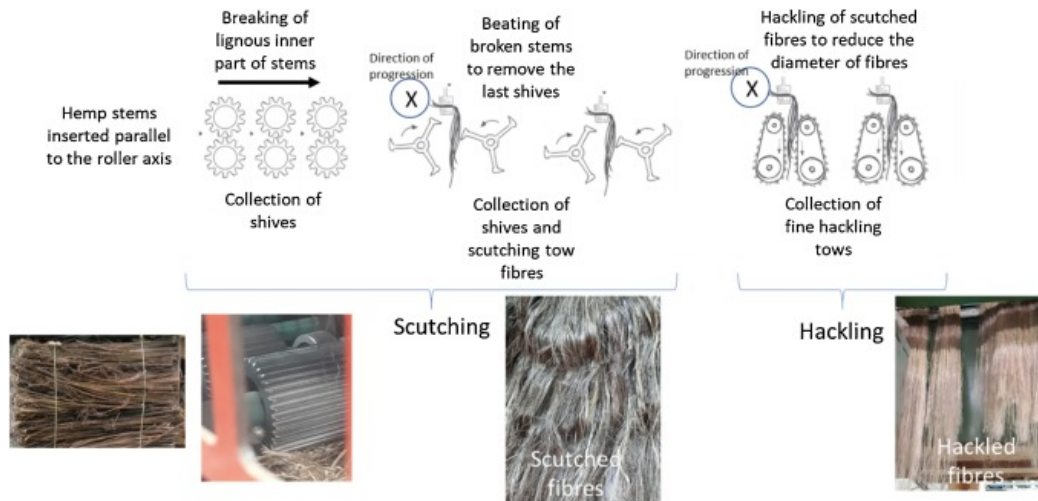 Breaking of
lignous inner
part of stems
Hemp stems
inserted parallel
to the roller axis
Collection of
shives
Direction of
progression
X
Beating of
broken stems
to remove the
last shives
Collection of
shives and
scutching tow
fibres
Direction of
progression
X
Hackling of scutched
fibres to reduce the
diameter of fibres
Collection of
fine hackling
tows
Scutching
Hackling
Scutched
fibres
Hackled
fibres